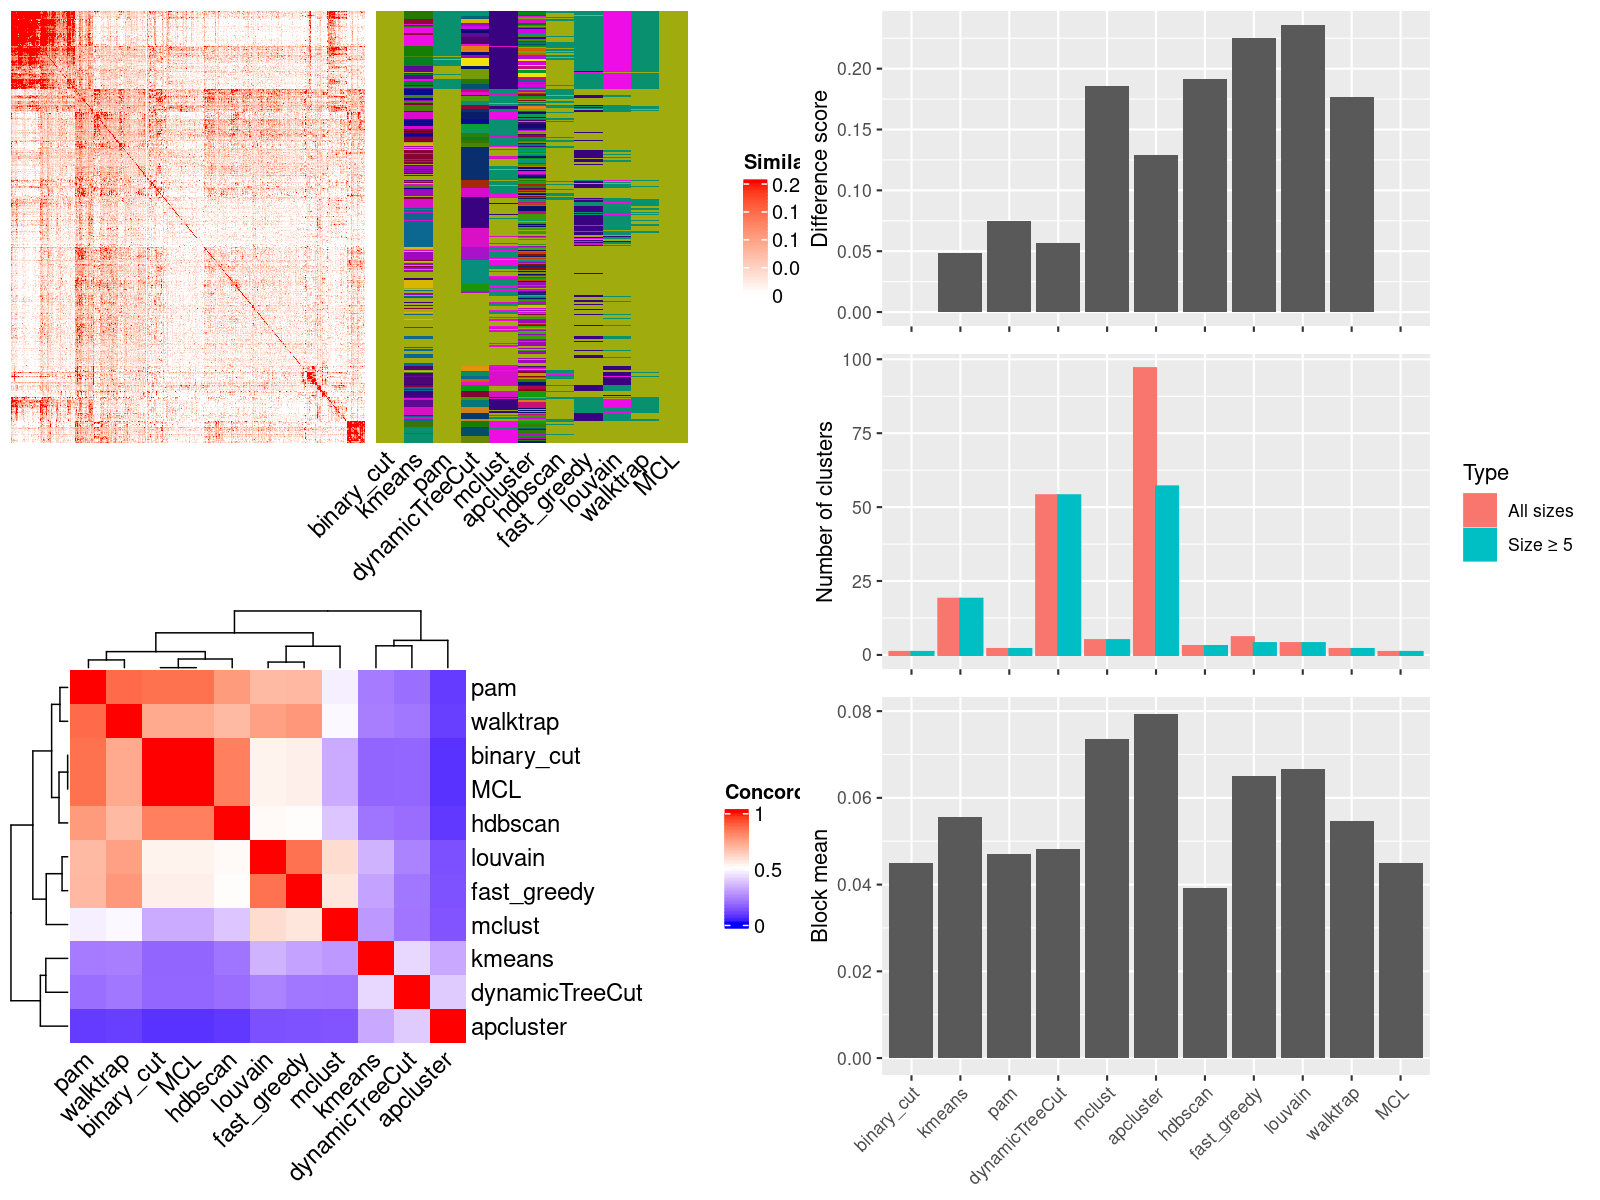 Simila
0.2
0.1
0.1
0.0
0
binary_cut
kmeans
pam
dynamicTreeCut
mclust
apcluster
hdbscan
fast_greedy
louvain
walktrap
MCL
pam
walktrap
binary_cut
MCL
hdbscan
louvain
fast_greedy
mclust
kmeans
dynamicTreeCut
apcluster
pam
walktrap
binary_cut
MCL
hdbscan
louvain
fast_greedy
mclust
kmeans
dynamicTreeCut
apcluster
Concord
1
0.5
0
Difference score
0.20
0.15
0.10
0.05
0.00
Number of clusters
100
75
50
25
0
Type
All sizes
Size ≥ 5
Block mean
0.08
0.06
0.04
0.02
0.00
binary_cut
kmeans
pam
dynamicTreeCut
mclust
apcluster
hdbscan
fast_greedy
louvain
walktrap
MCL